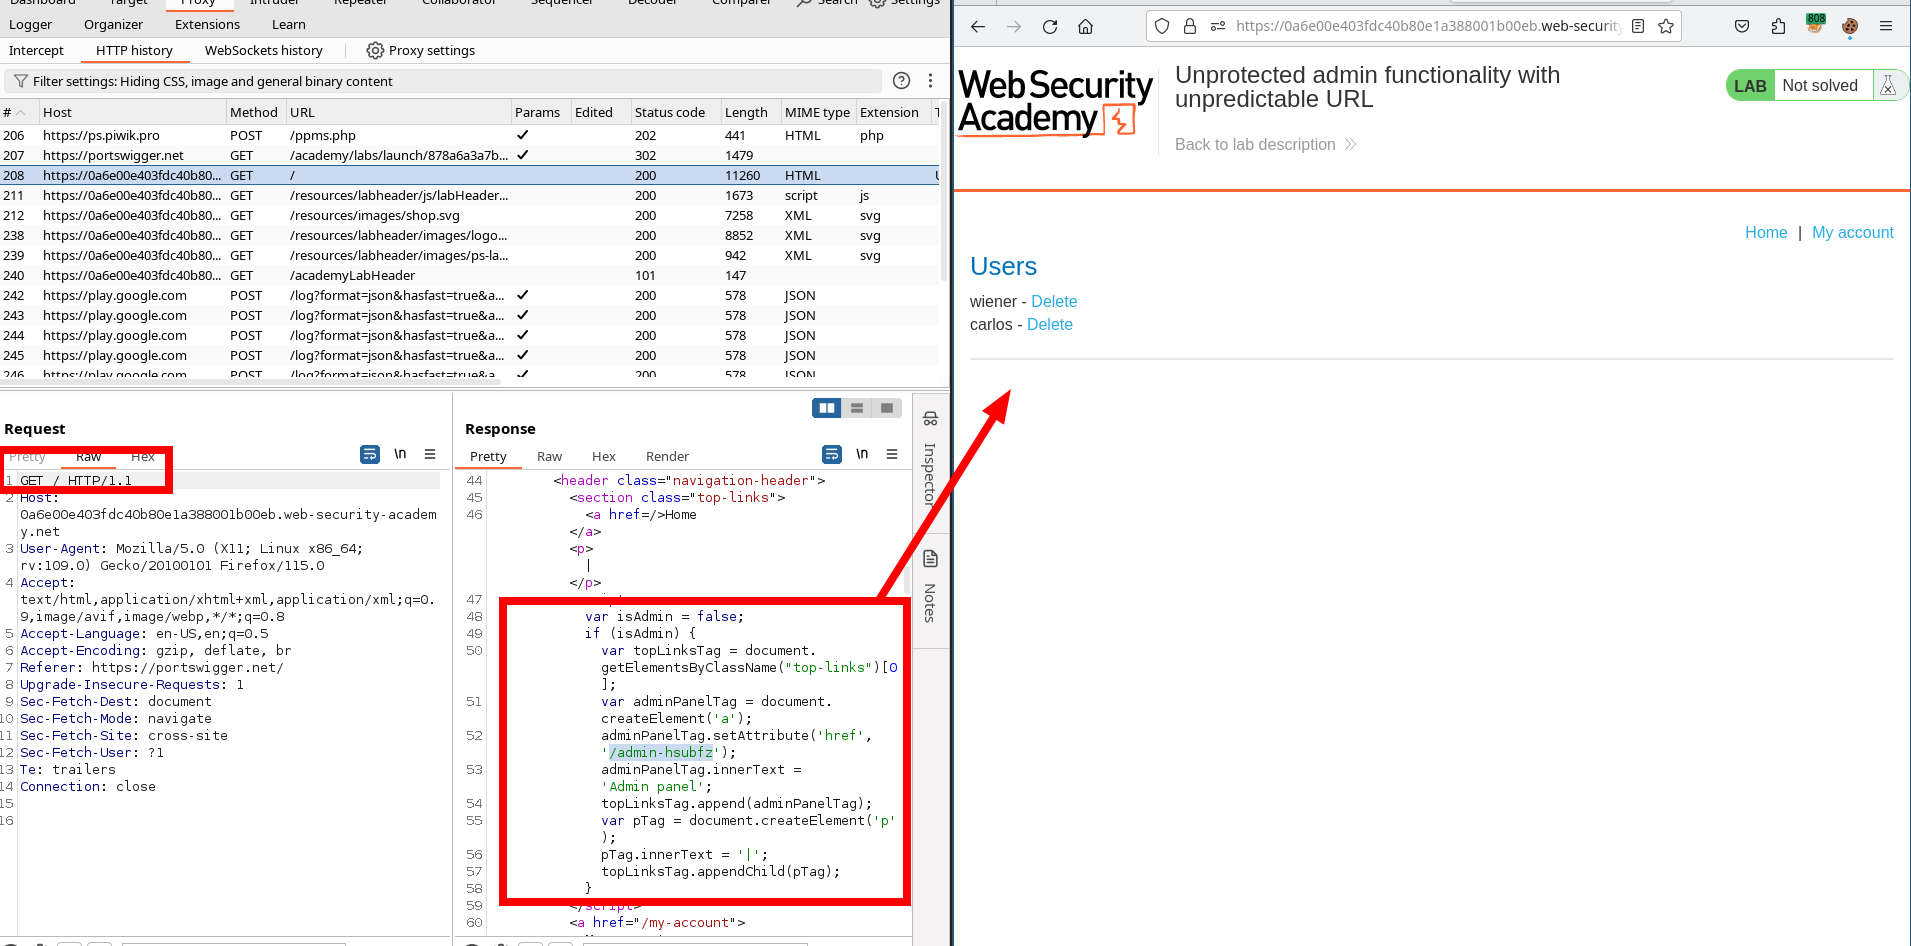 Dashboard Target Proxy Intruder Repeater Collaborator Sequencer Decoder Comparer Search Settings
Logger Organizer Extensions Learn
Intercept HTTP history WebSockets history Proxy settings
Filter settings: Hiding CSS, image and general binary content
# Host Method URL Params Edited Status code Length MIME type Extension
206 https://ps.piwik.pro POST /ppms.php ✓ 202 441 HTML php
207 https://portswigger.net GET /academy/labs/launch/878a6a3a7b... ✓ 302 1479
208 https://0a6e00e403fdc40b80... GET / 200 11260 HTML
211 https://0a6e00e403fdc40b80... GET /resources/labheader/js/labHeader... 200 1673 script js
212 https://0a6e00e403fdc40b80... GET /resources/images/shop.svg 200 7258 XML svg
238 https://0a6e00e403fdc40b80... GET /resources/labheader/images/logo... 200 8852 XML svg
239 https://0a6e00e403fdc40b80... GET /resources/labheader/images/ps-la... 200 942 XML svg
240 https://0a6e00e403fdc40b80... GET /academyLabHeader 101 147
242 https://play.google.com POST /log?format=json&hasfast=true&a... ✓ 200 578 JSON
243 https://play.google.com POST /log?format=json&hasfast=true&a... ✓ 200 578 JSON
244 https://play.google.com POST /log?format=json&hasfast=true&a... ✓ 200 578 JSON
245 https://play.google.com POST /log?format=json&hasfast=true&a... ✓ 200 578 JSON
246 https://play.google.com POST /log?format=json&hasfast=true&a... ✓ 200 578 JSON
Request
Pretty Raw Hex \n
1 GET / HTTP/1.1
2 Host:
0a6e00e403fdc40b80e1a388001b00eb.web-security-academ
y.net
3 User-Agent: Mozilla/5.0 (X11; Linux x86_64;
rv:109.0) Gecko/20100101 Firefox/115.0
4 Accept:
text/html,application/xhtml+xml,application/xml;q=0.
9,image/avif,image/webp,*/*;q=0.8
5 Accept-Language: en-US,en;q=0.5
6 Accept-Encoding: gzip, deflate, br
7 Referer: https://portswigger.net/
8 Upgrade-Insecure-Requests: 1
9 Sec-Fetch-Dest: document
10 Sec-Fetch-Mode: navigate
11 Sec-Fetch-Site: cross-site
12 Sec-Fetch-User: ?1
13 Te: trailers
14 Connection: close
15
16
Response
Pretty Raw Hex Render \n
44 <header class="navigation-header">
45 <section class="top-links">
46 <a href=/>Home
</a>
<p>
|
</p>
47
48 var isAdmin = false;
49 if (isAdmin) {
50 var topLinksTag = document.
getElementsByClassName("top-links")[0
];
51 var adminPanelTag = document.
createElement('a');
52 adminPanelTag.setAttribute('href',
'/admin-hsubfz');
53 adminPanelTag.innerText =
'Admin panel';
54 topLinksTag.append(adminPanelTag);
55 var pTag = document.createElement('p'
);
56 pTag.innerText = '|';
57 topLinksTag.appendChild(pTag);
58 }
59 </script>
60 <a href="/my-account">
Inspector
Notes
https://0a6e00e403fdc40b80e1a388001b00eb.web-security
808
WebSecurity
Academy
Unprotected admin functionality with
unpredictable URL
Back to lab description
LAB Not solved
Home | My account
Users
wiener - Delete
carlos - Delete